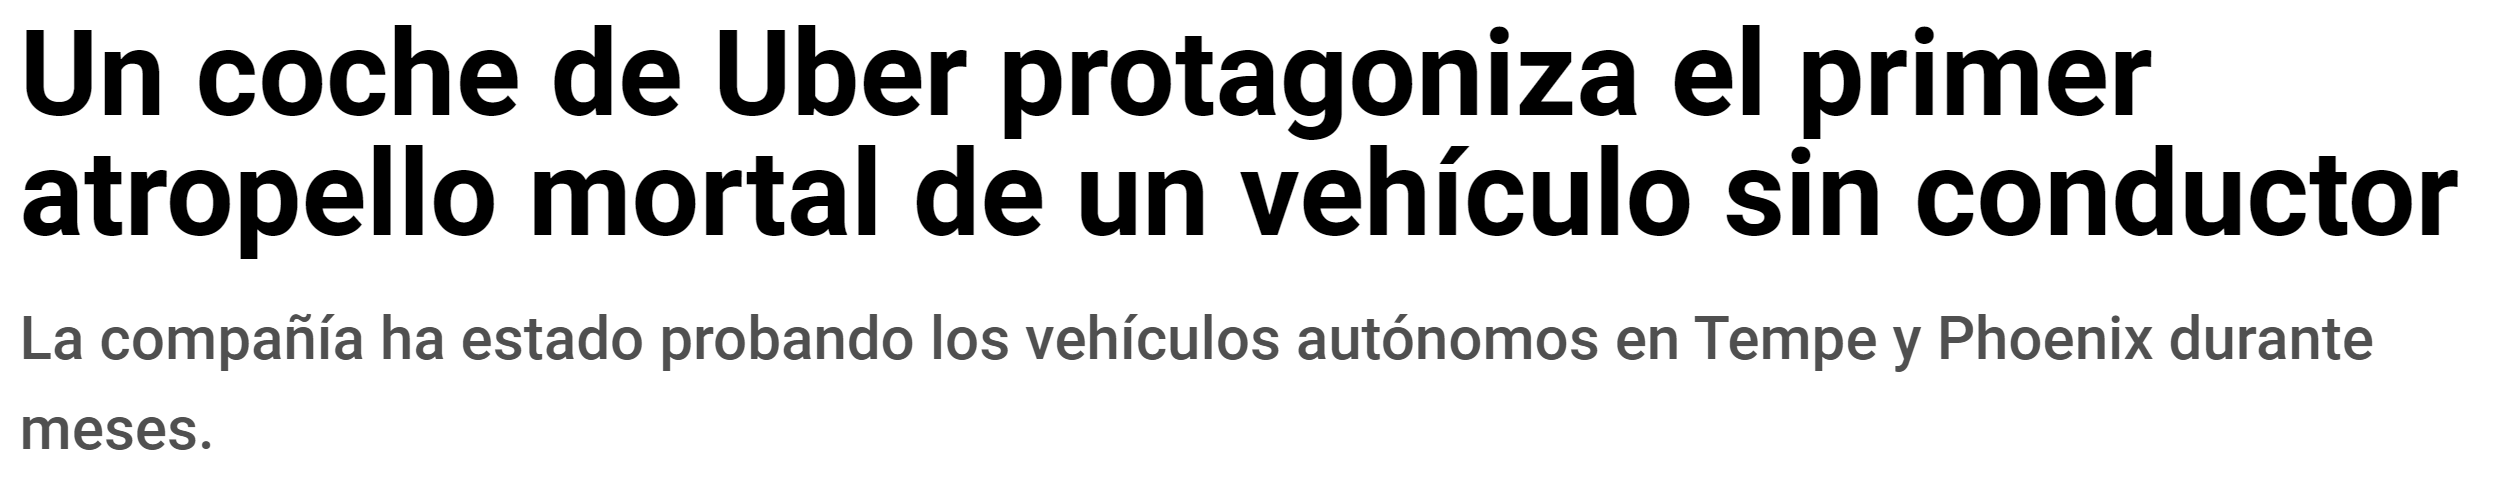 Un coche de Uber protagoniza el primer
atropello mortal de un vehículo sin conductor
La compañía ha estado probando los vehículos autónomos en Tempe y Phoenix durante
meses.